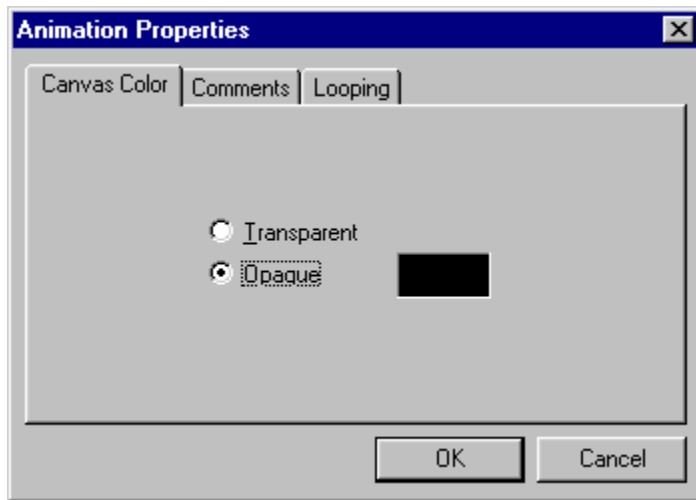 Animation Properties
Canvas Color Comments Looping
Transparent
Opaque
OK Cancel